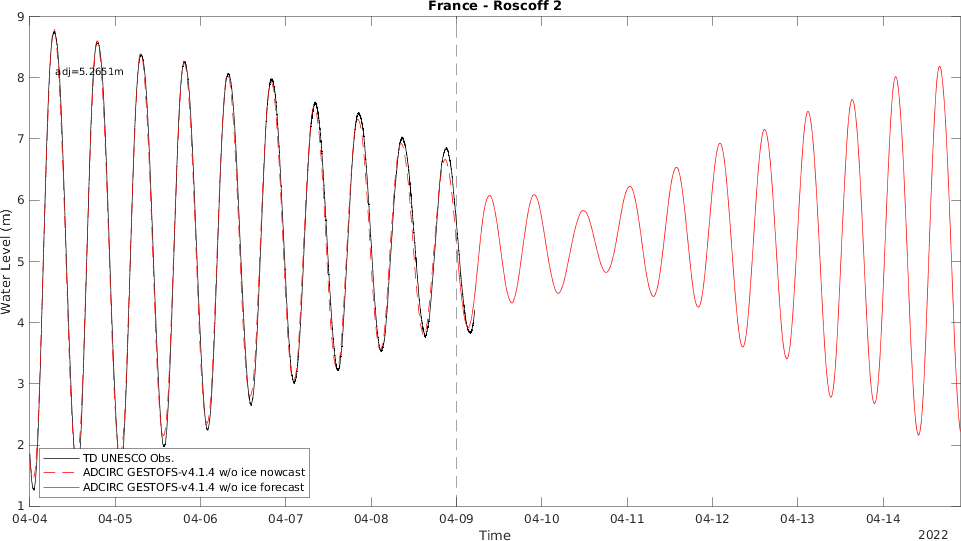 France - Roscoff 2
adj=5.2651m
Water Level (m)
9
8
7
6
5
4
3
2
1
TD UNESCO Obs.
ADCIRC GESTOFS-v4.1.4 w/o ice nowcast
ADCIRC GESTOFS-v4.1.4 w/o ice forecast
04-04 04-05 04-06 04-07 04-08 04-09 04-10 04-11 04-12 04-13 04-14
Time
2022